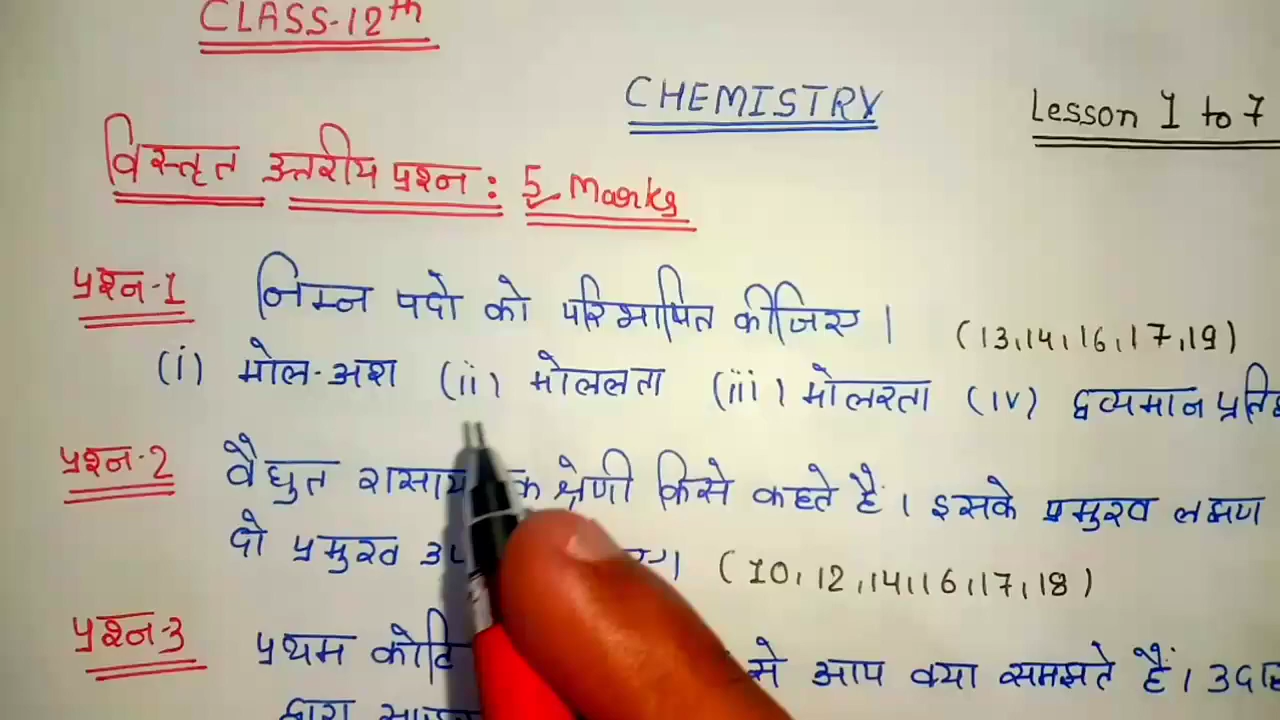 CLASS-12th
CHEMISTRY
Lesson 1 to 7
विस्तृत उत्तरीय प्रश्न : 5 Marks
प्रश्न-1 निम्न पदो को परिभाषित कीजिए। (13,14,16,17,19)
(i) मोल-अंश (ii) मोललता (iii) मोलरता (iv) द्रव्यमान
प्रश्न-2 वैद्युत श्रेणी किसे कहते है। इसके प्रमुख लक्षण
दो प्रमुख (10,12,14,16,17,18)
प्रश्न-3 प्रथम कोटि से आप क्या समझते हैं।
द्वारा